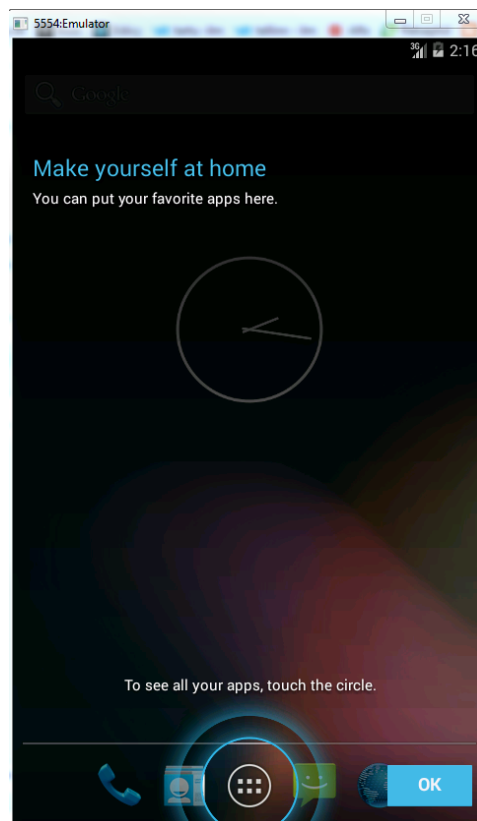 5554:Emulator
3G 2:16
Google
Make yourself at home
You can put your favorite apps here.
To see all your apps, touch the circle.
OK